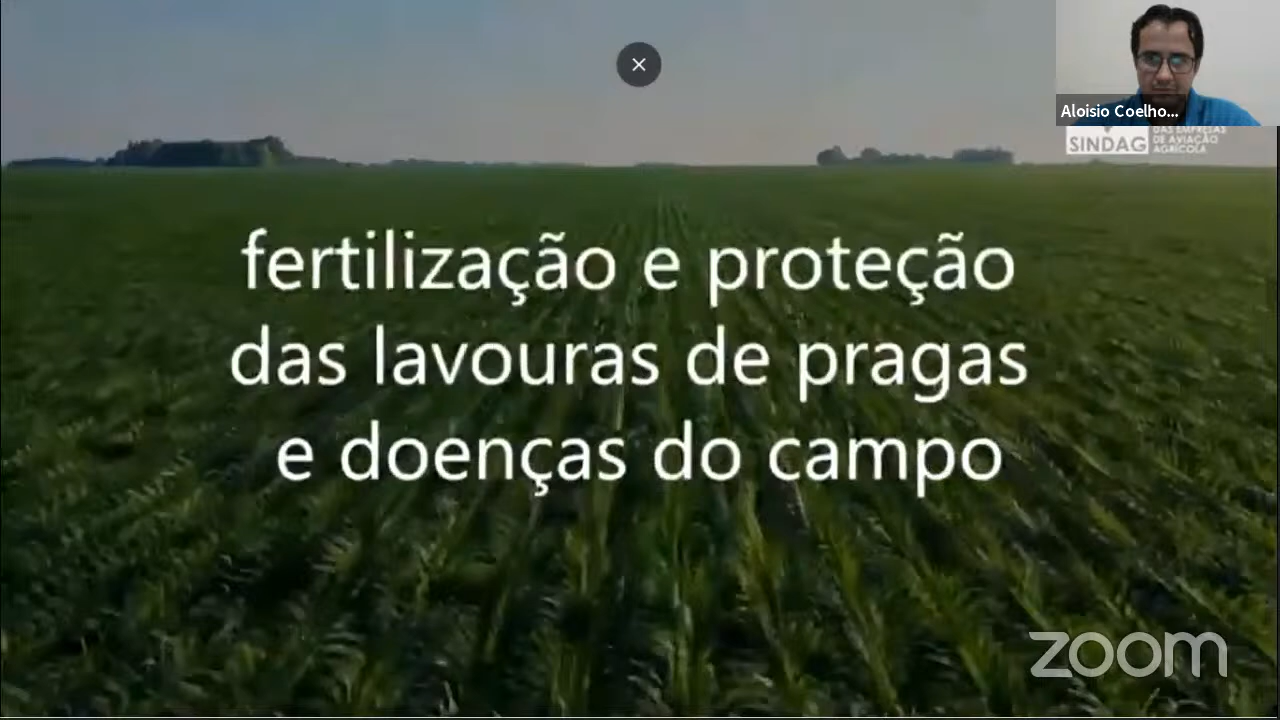 Aloisio Coelho...
SINDAG
DAS EMPRESAS
DE AVIAÇÃO
AGRÍCOLA
fertilização e proteção
das lavouras de pragas
e doenças do campo
zoom